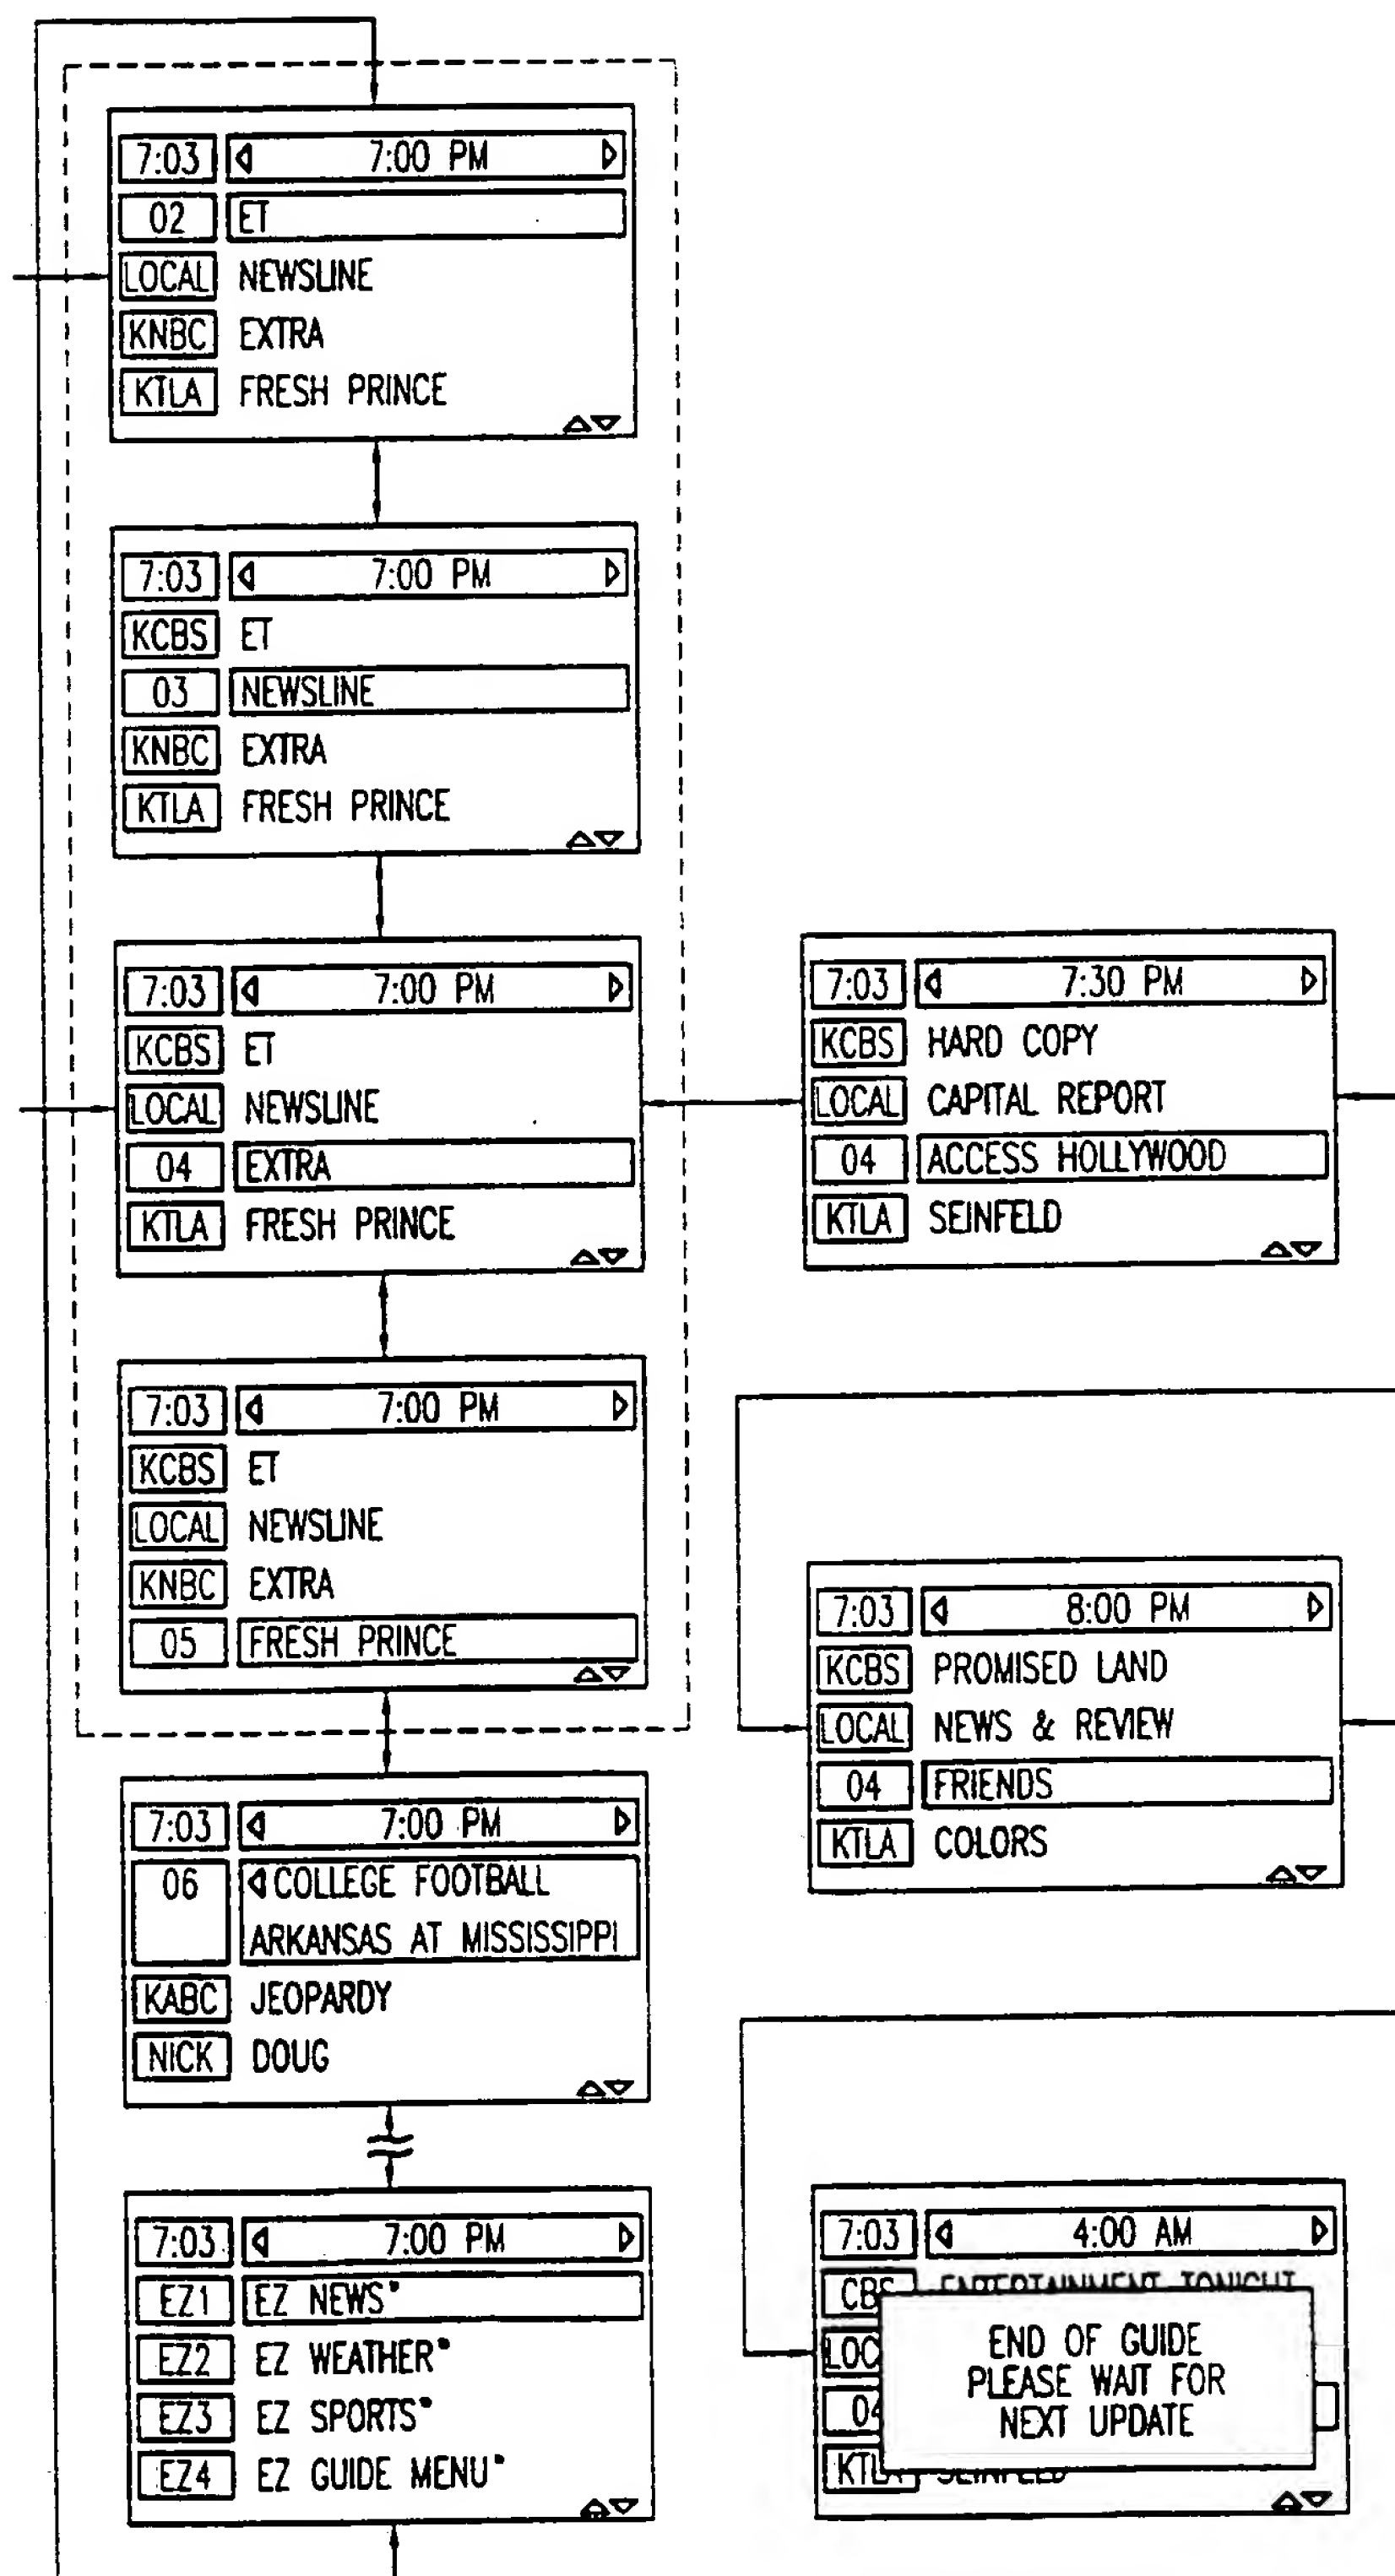 7:03 7:00 PM
02 ET
LOCAL NEWSLINE
KNBC EXTRA
KTLA FRESH PRINCE
7:03 7:00 PM
KCBS ET
03 NEWSLINE
KNBC EXTRA
KTLA FRESH PRINCE
7:03 7:00 PM
KCBS ET
LOCAL NEWSLINE
04 EXTRA
KTLA FRESH PRINCE
7:03 7:00 PM
KCBS ET
LOCAL NEWSLINE
KNBC EXTRA
05 FRESH PRINCE
7:03 7:00 PM
06 COLLEGE FOOTBALL
ARKANSAS AT MISSISSIPPI
KABC JEOPARDY
NICK DOUG
7:03 7:00 PM
EZ1 EZ NEWS
EZ2 EZ WEATHER
EZ3 EZ SPORTS
EZ4 EZ GUIDE MENU
7:03 7:30 PM
KCBS HARD COPY
LOCAL CAPITAL REPORT
04 ACCESS HOLLYWOOD
KTLA SEINFELD
7:03 8:00 PM
KCBS PROMISED LAND
LOCAL NEWS & REVIEW
04 FRIENDS
KTLA COLORS
7:03 4:00 AM
CBS ENTERTAINMENT TONIGHT
LOC
04
KTLA SEINFELD
END OF GUIDE
PLEASE WAIT FOR
NEXT UPDATE